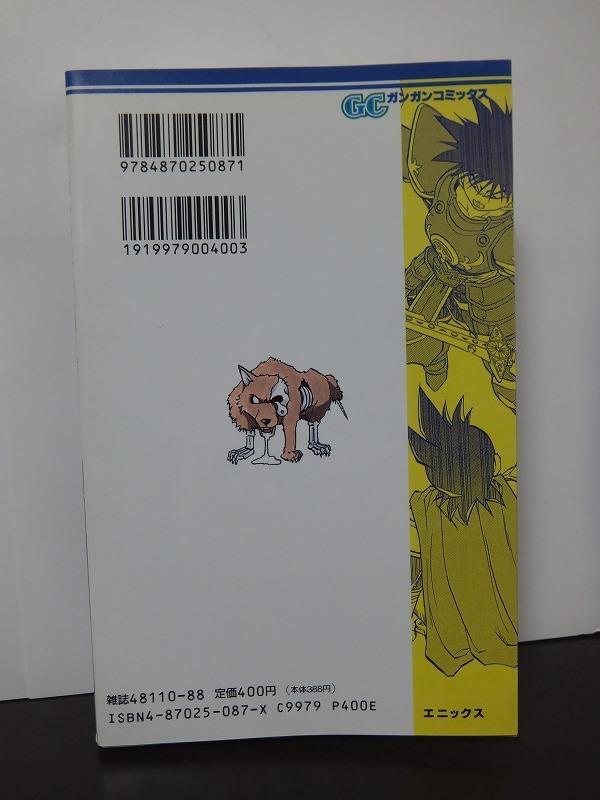 GC ガンガンコミックス
9784870250871
1919979004003
雑誌48110-88 定価400円 (本体388円)
ISBN4-87025-087-X C9979 P400E
エニックス